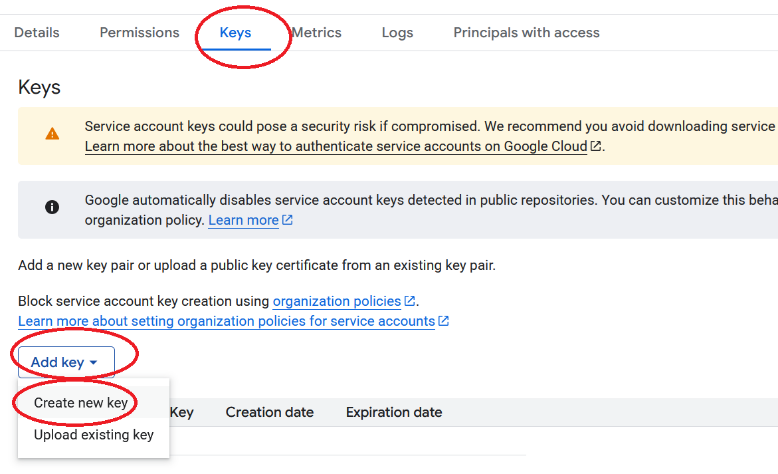 Details Permissions Keys Metrics Logs Principals with access
Keys
Service account keys could pose a security risk if compromised. We recommend you avoid downloading service
Learn more about the best way to authenticate service accounts on Google Cloud.
Google automatically disables service account keys detected in public repositories. You can customize this beha
organization policy. Learn more
Add a new key pair or upload a public key certificate from an existing key pair.
Block service account key creation using organization policies.
Learn more about setting organization policies for service accounts
Add key
Create new key
Key Creation date Expiration date
Upload existing key